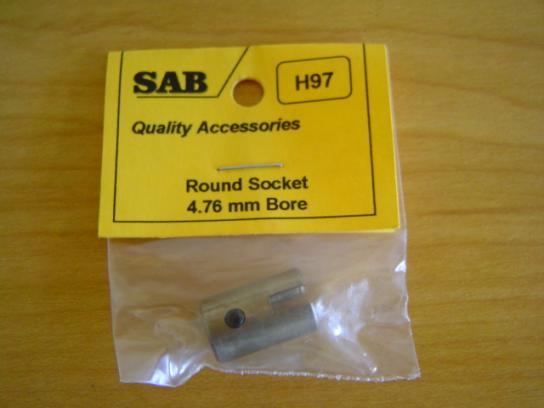 SAB
H97
Quality Accessories
Round Socket
4.76 mm Bore